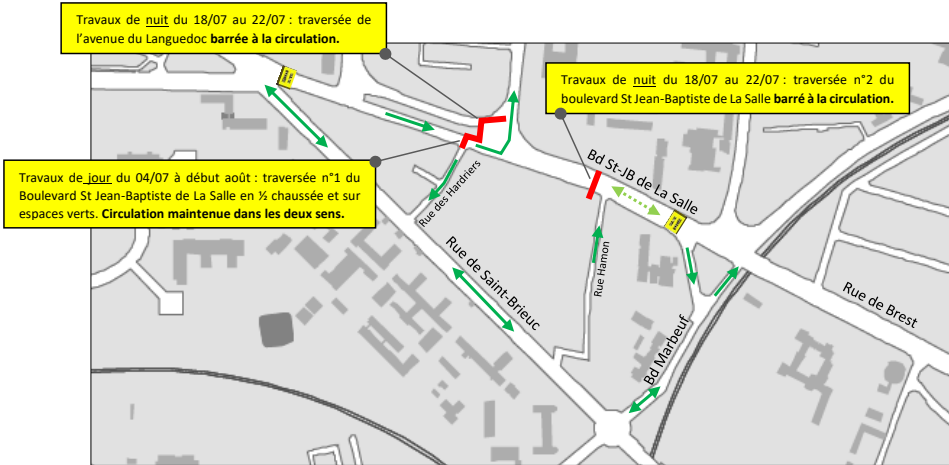 Travaux de nuit du 18/07 au 22/07 : traversée de
l'avenue du Languedoc barrée à la circulation.
Travaux de nuit du 18/07 au 22/07 : traversée n°2 du
boulevard St Jean-Baptiste de La Salle barré à la circulation.
Travaux de jour du 04/07 à début août : traversée n°1 du
Boulevard St Jean-Baptiste de La Salle en ½ chaussée et sur
espaces verts. Circulation maintenue dans les deux sens.
Bd St-JB de La Salle
Rue des Hardriers
Rue de Saint-Brieuc
Rue Hamon
Bd Marbeuf
Rue de Brest